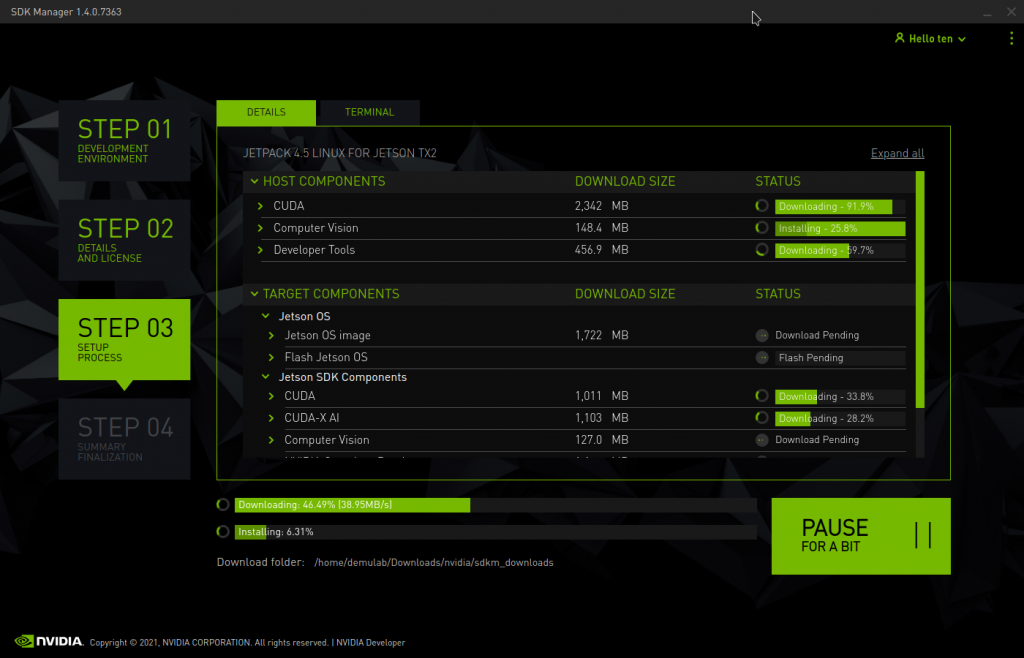 SDK Manager 1.4.0.7363
Hello ten
STEP 01
DEVELOPMENT
ENVIRONMENT
STEP 02
DETAILS
AND LICENSE
STEP 03
SETUP
PROCESS
STEP 04
SUMMARY
FINALIZATION
DETAILS TERMINAL
JETPACK 4.5 LINUX FOR JETSON TX2 Expand all
HOST COMPONENTS DOWNLOAD SIZE STATUS
CUDA 2,342 MB Downloading - 91.9%
Computer Vision 148.4 MB Installing - 25.8%
Developer Tools 456.9 MB Downloading - 59.7%
TARGET COMPONENTS DOWNLOAD SIZE STATUS
Jetson OS
Jetson OS image 1,722 MB Download Pending
Flash Jetson OS Flash Pending
Jetson SDK Components
CUDA 1,011 MB Downloading - 33.8%
CUDA-X AI 1,103 MB Downloading - 28.2%
Computer Vision 127.0 MB Download Pending
Downloading: 46.49% (38.95MB/s)
Installing: 6.31%
Download folder: /home/demulab/Downloads/nvidia/sdkm_downloads
PAUSE
FOR A BIT
NVIDIA. Copyright © 2021, NVIDIA CORPORATION. All rights reserved. | NVIDIA Developer